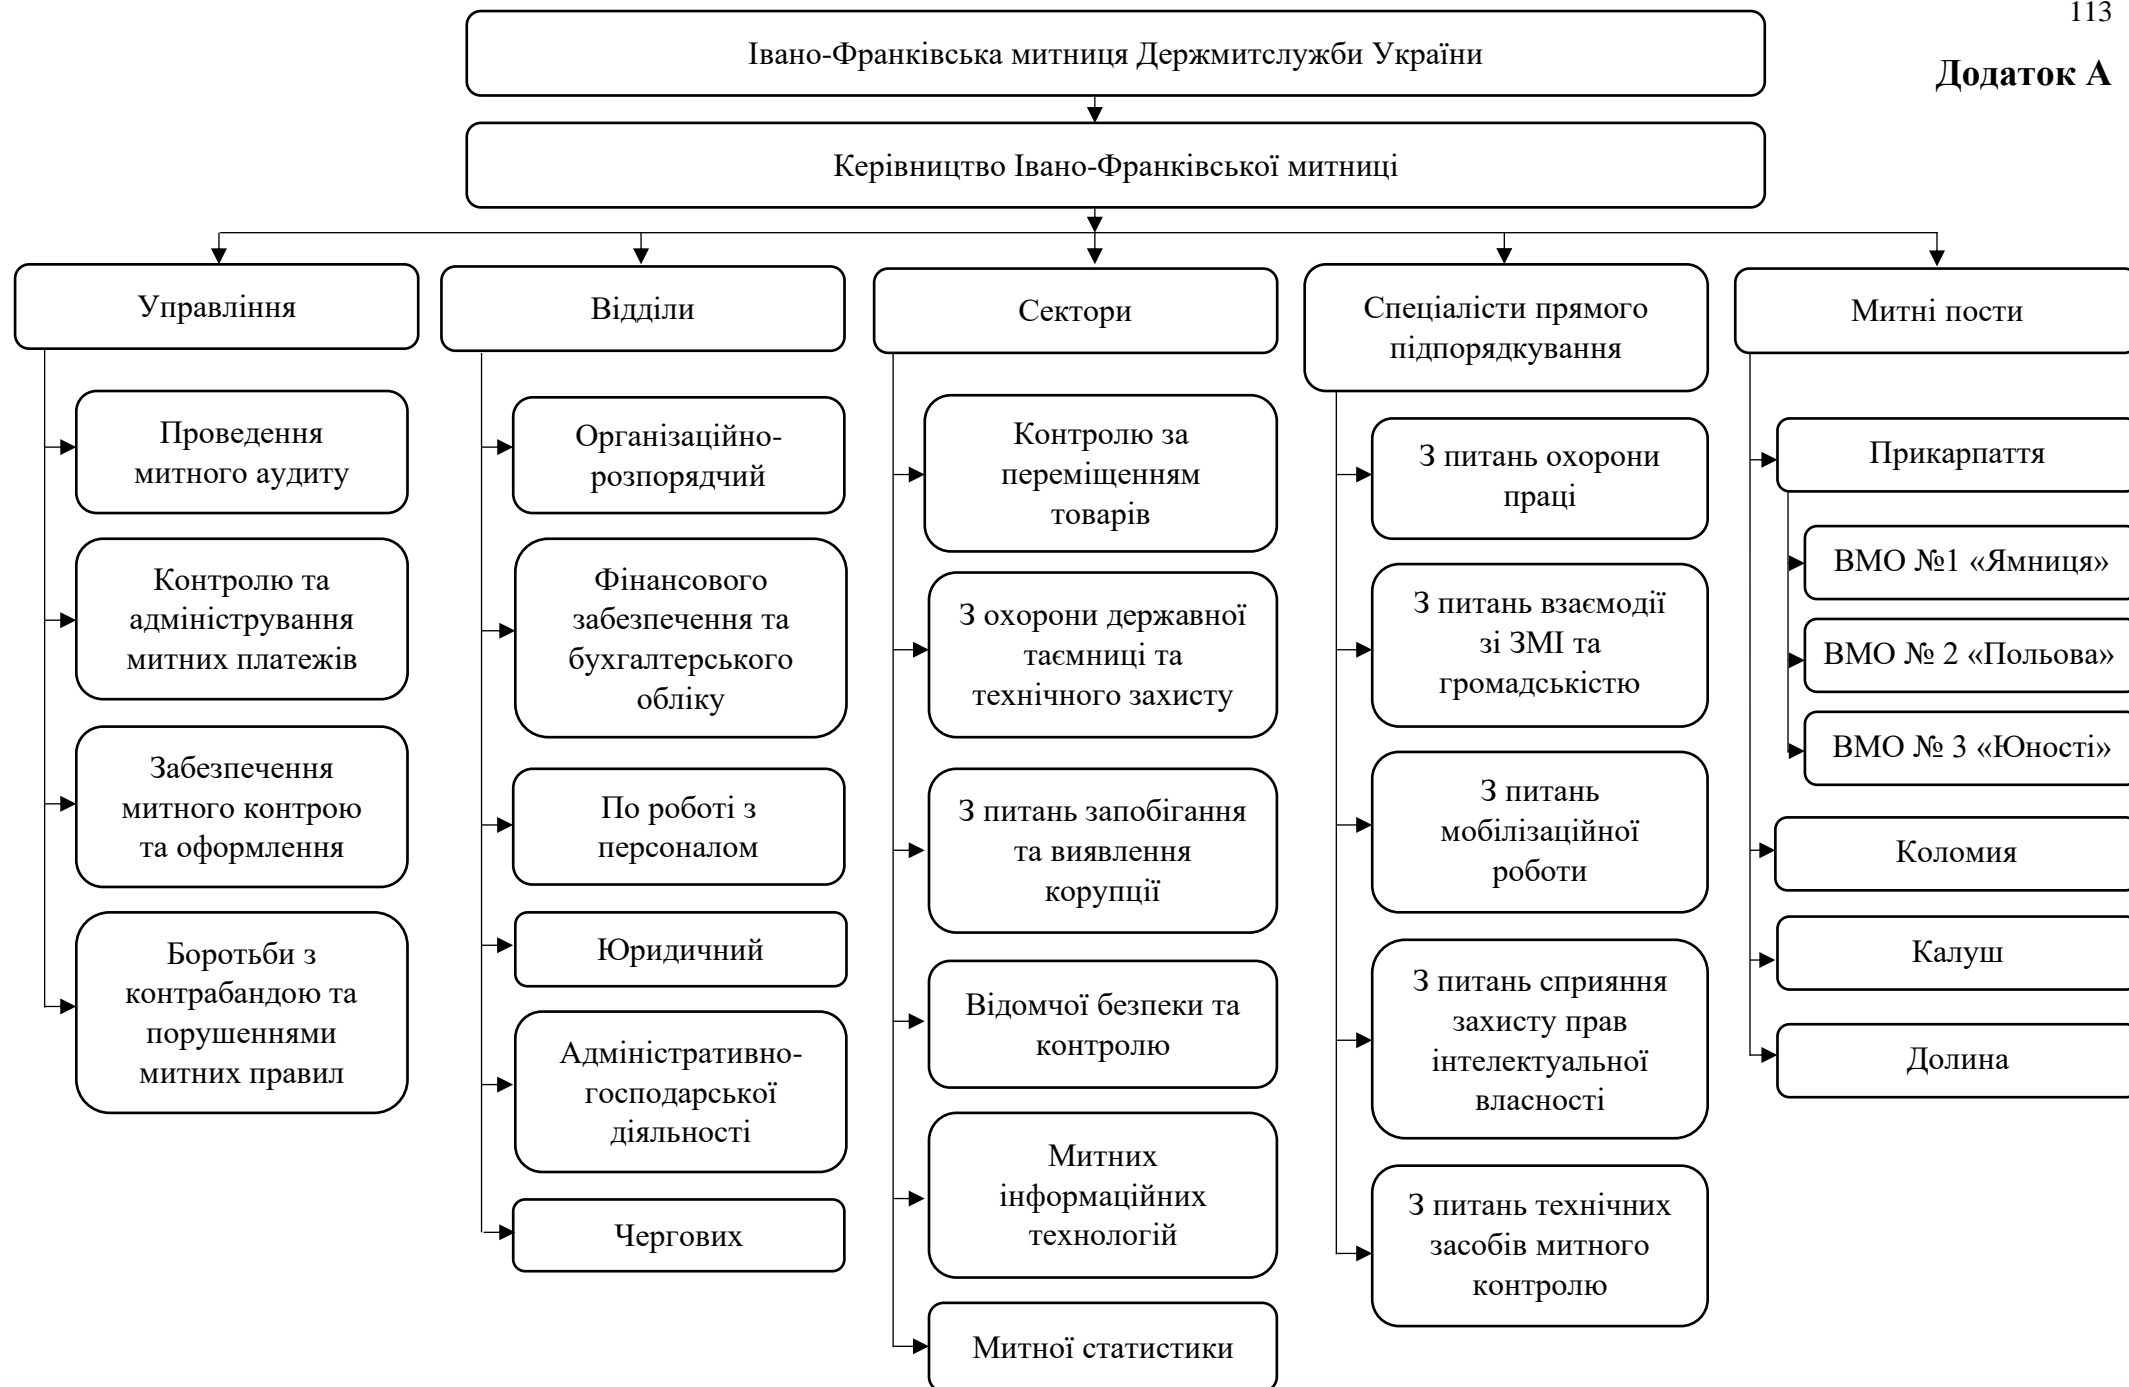 113
Додаток А
Івано-Франківська митниця Держмитслужби України
Керівництво Івано-Франківської митниці
Управління
Проведення
митного аудиту
Контролю та
адміністрування
митних платежів
Забезпечення
митного контрою
та оформлення
Боротьби з
контрабандою та
порушеннями
митних правил
Відділи
Організаційно-
розпорядчий
Фінансового
забезпечення та
бухгалтерського
обліку
По роботі з
персоналом
Юридичний
Адміністративно-
господарської
діяльності
Чергових
Сектори
Контролю за
переміщенням
товарів
З охорони державної
таємниці та
технічного захисту
З питань запобігання
та виявлення
корупції
Відомчої безпеки та
контролю
Митних
інформаційних
технологій
Митної статистики
Спеціалісти прямого
підпорядкування
З питань охорони
праці
З питань взаємодії
зі ЗМІ та
громадськістю
З питань
мобілізаційної
роботи
З питань сприяння
захисту прав
інтелектуальної
власності
З питань технічних
засобів митного
контролю
Митні пости
Прикарпаття
ВМО №1 «Ямниця»
ВМО № 2 «Польова»
ВМО № 3 «Юності»
Коломия
Калуш
Долина